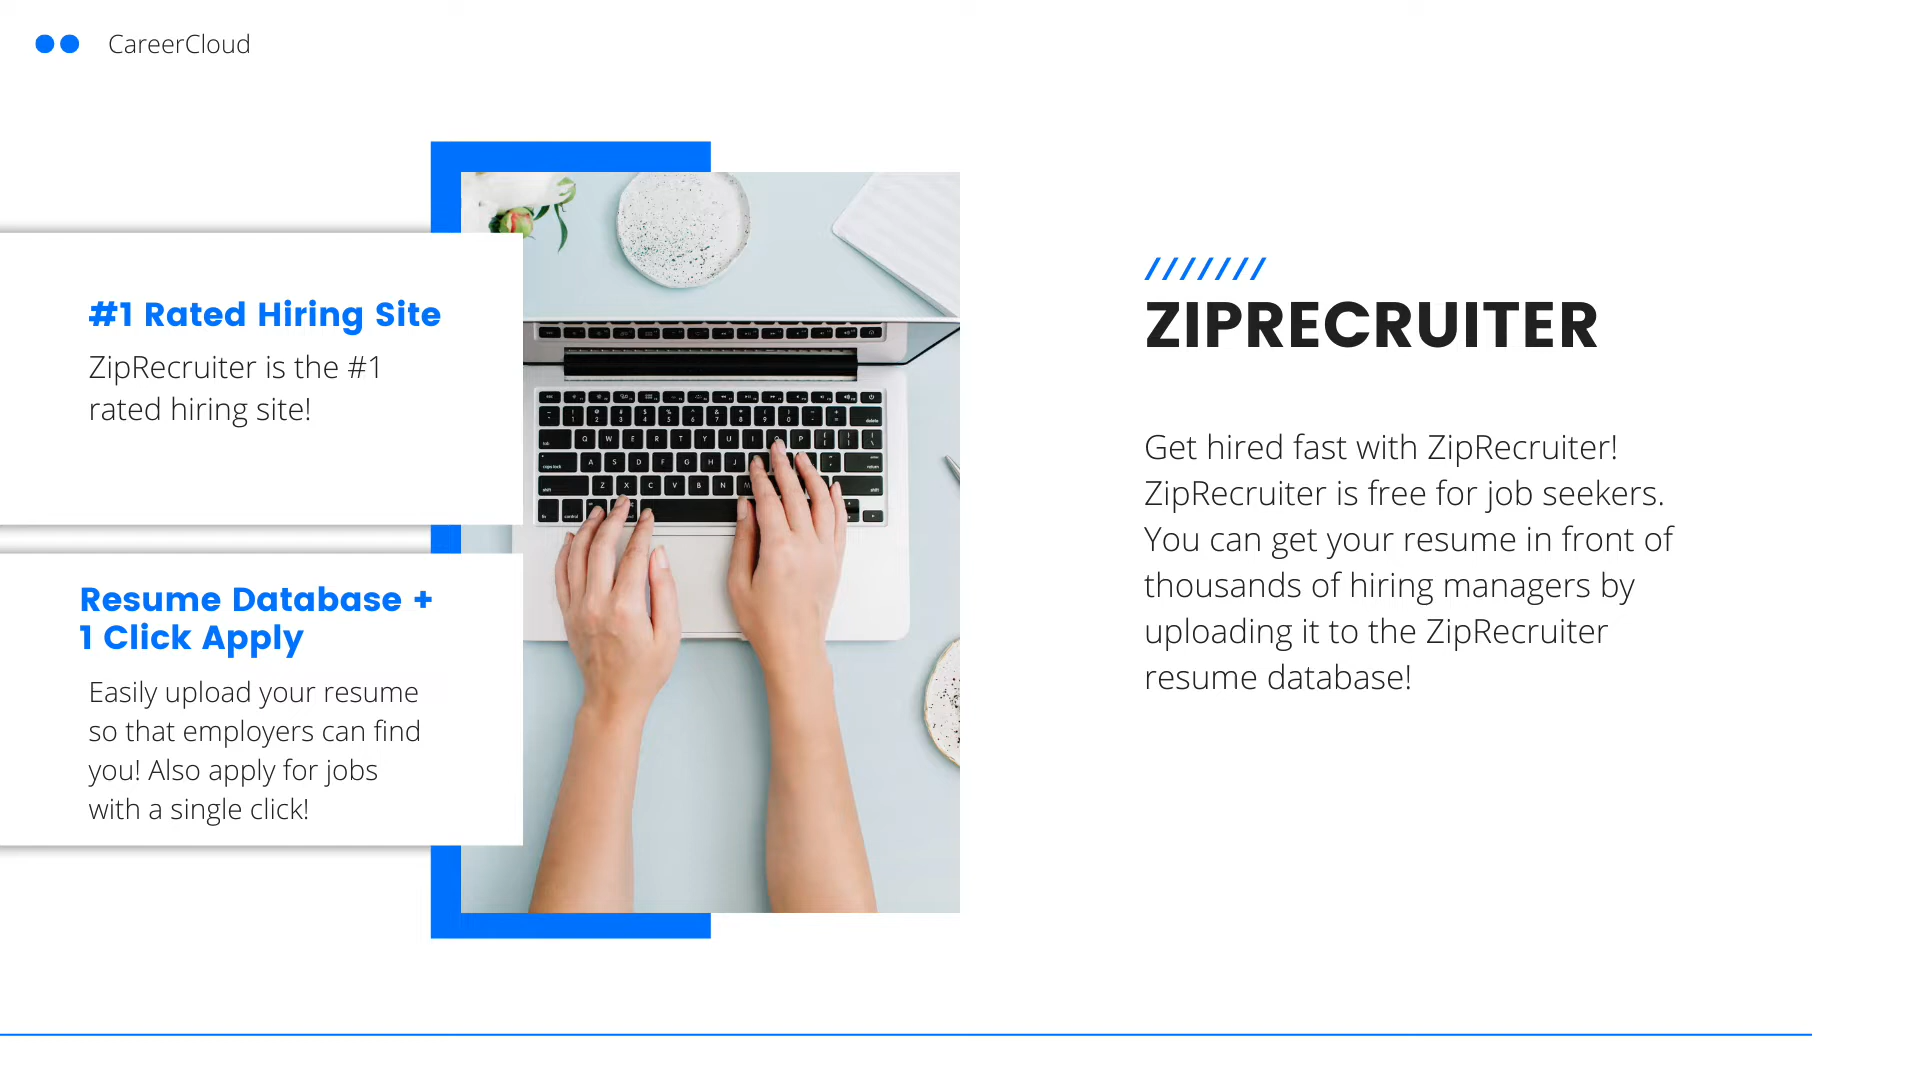 CareerCloud
#1 Rated Hiring Site
ZipRecruiter is the #1
rated hiring site!
Resume Database +
1 Click Apply
Easily upload your resume
so that employers can find
you! Also apply for jobs
with a single click!
ZIPRECRUITER
Get hired fast with ZipRecruiter!
ZipRecruiter is free for job seekers.
You can get your resume in front of
thousands of hiring managers by
uploading it to the ZipRecruiter
resume database!